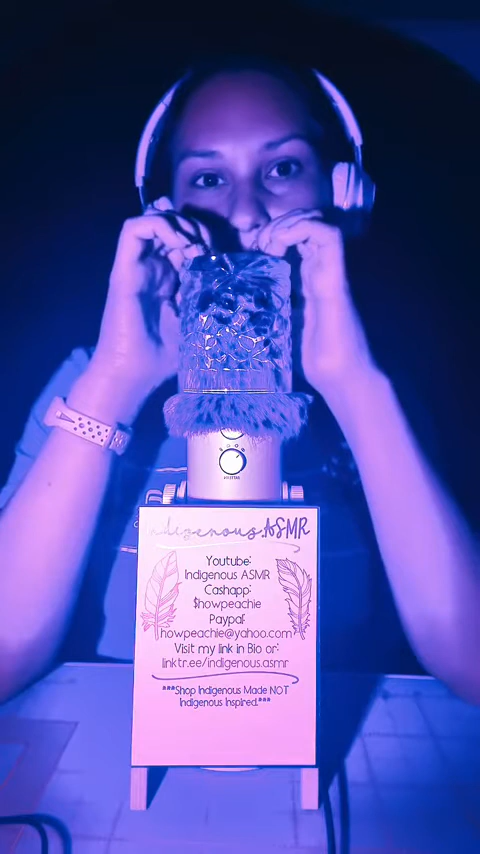 Indigenous.ASMR
Youtube:
Indigenous ASMR
Cashapp:
$howpeachie
Paypal:
howpeachie@yahoo.com
Visit my link in Bio or:
linktr.ee/indigenous.asmr
***Shop Indigenous Made NOT
Indigenous Inspired.***